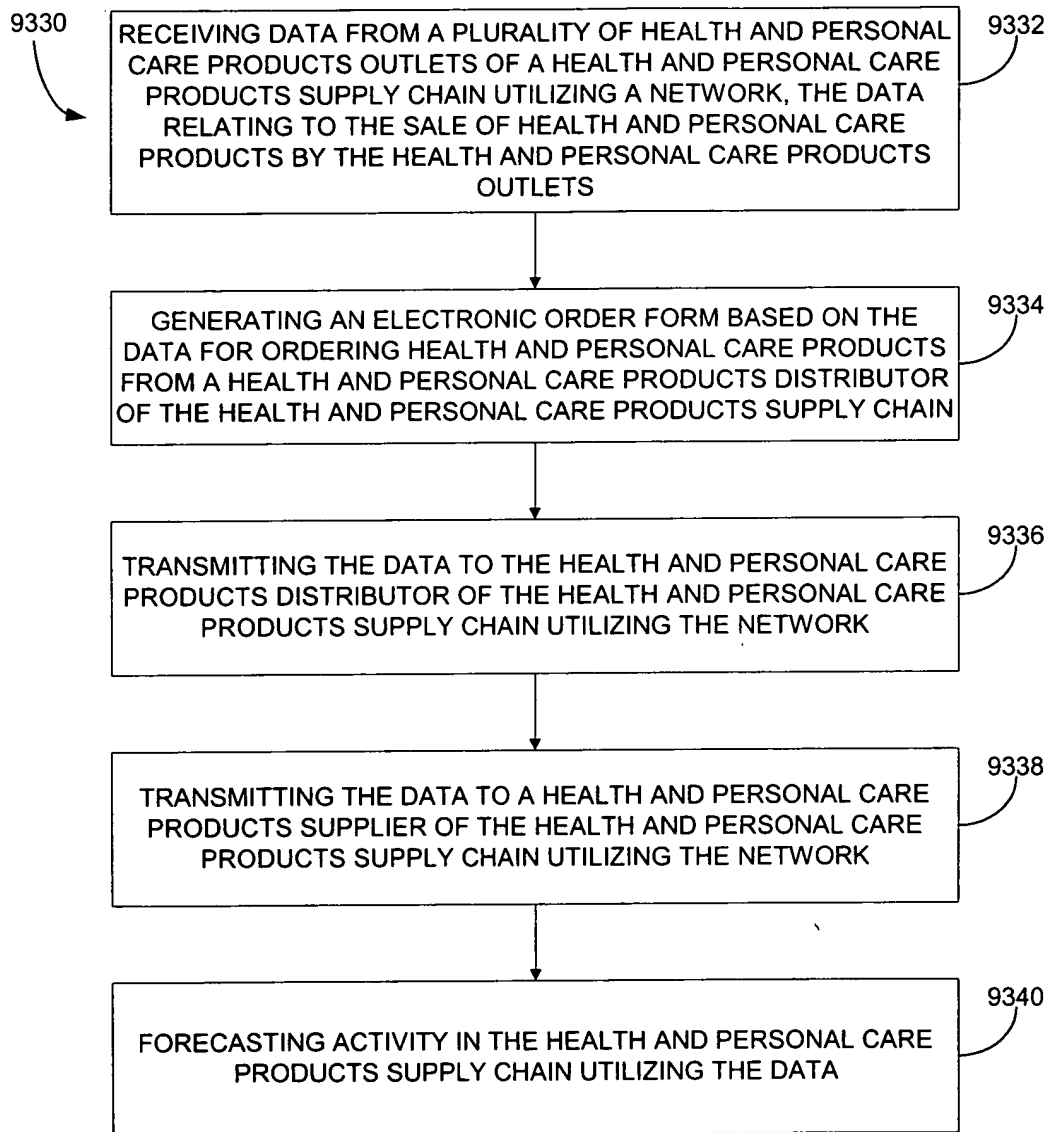 9330
RECEIVING DATA FROM A PLURALITY OF HEALTH AND PERSONAL
CARE PRODUCTS OUTLETS OF A HEALTH AND PERSONAL CARE
PRODUCTS SUPPLY CHAIN UTILIZING A NETWORK, THE DATA
RELATING TO THE SALE OF HEALTH AND PERSONAL CARE
PRODUCTS BY THE HEALTH AND PERSONAL CARE PRODUCTS
OUTLETS
9332
GENERATING AN ELECTRONIC ORDER FORM BASED ON THE
DATA FOR ORDERING HEALTH AND PERSONAL CARE PRODUCTS
FROM A HEALTH AND PERSONAL CARE PRODUCTS DISTRIBUTOR
OF THE HEALTH AND PERSONAL CARE PRODUCTS SUPPLY CHAIN
9334
TRANSMITTING THE DATA TO THE HEALTH AND PERSONAL CARE
PRODUCTS DISTRIBUTOR OF THE HEALTH AND PERSONAL CARE
PRODUCTS SUPPLY CHAIN UTILIZING THE NETWORK
9336
TRANSMITTING THE DATA TO A HEALTH AND PERSONAL CARE
PRODUCTS SUPPLIER OF THE HEALTH AND PERSONAL CARE
PRODUCTS SUPPLY CHAIN UTILIZING THE NETWORK
9338
FORECASTING ACTIVITY IN THE HEALTH AND PERSONAL CARE
PRODUCTS SUPPLY CHAIN UTILIZING THE DATA
9340